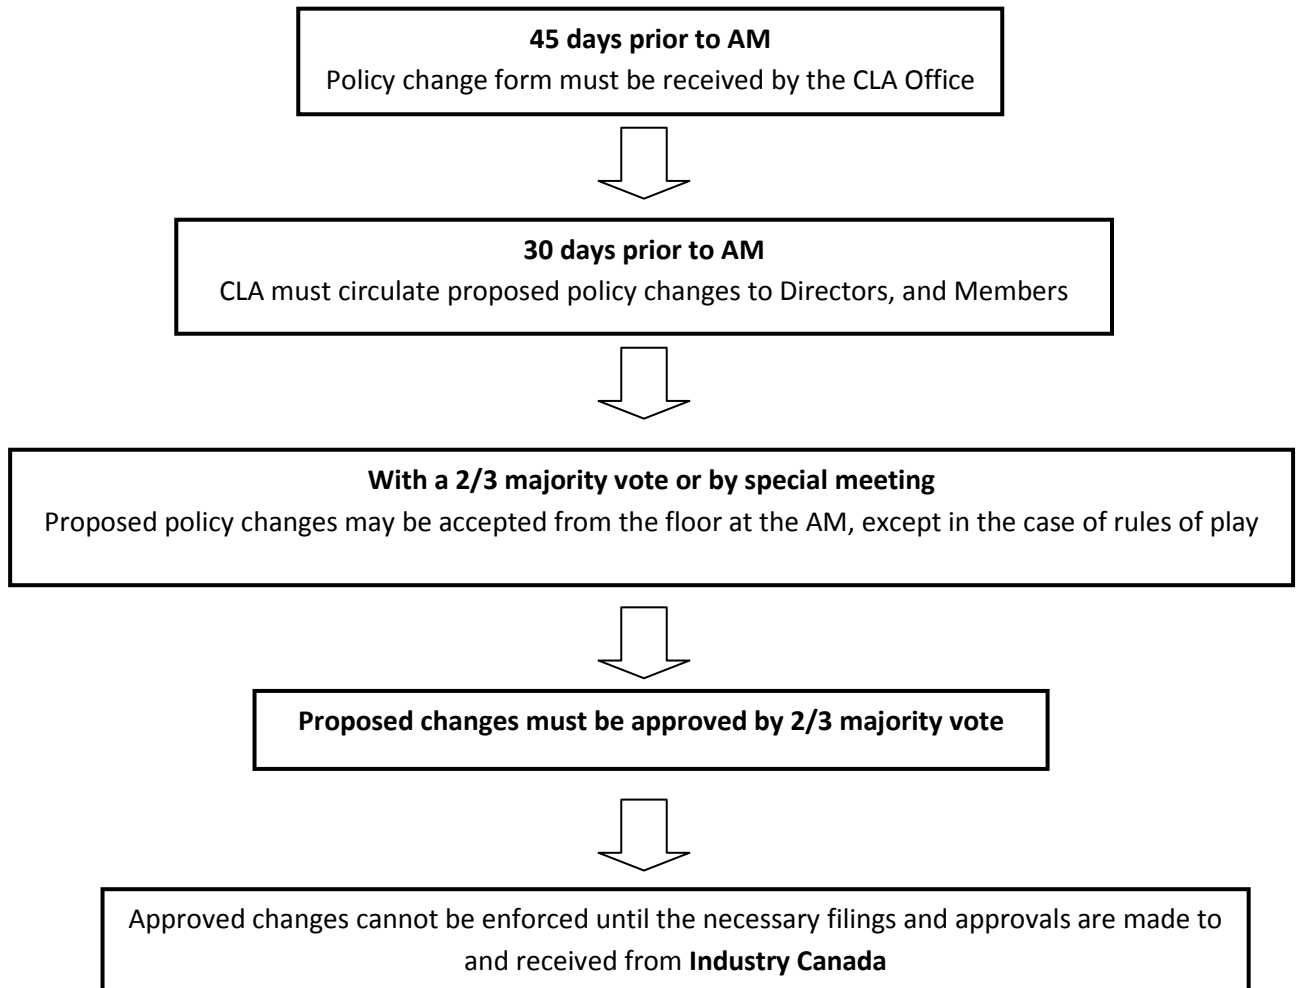 45 days prior to AM
Policy change form must be received by the CLA Office
30 days prior to AM
CLA must circulate proposed policy changes to Directors, and Members
With a 2/3 majority vote or by special meeting
Proposed policy changes may be accepted from the floor at the AM, except in the case of rules of play
Proposed changes must be approved by 2/3 majority vote
Approved changes cannot be enforced until the necessary filings and approvals are made to
and received from Industry Canada